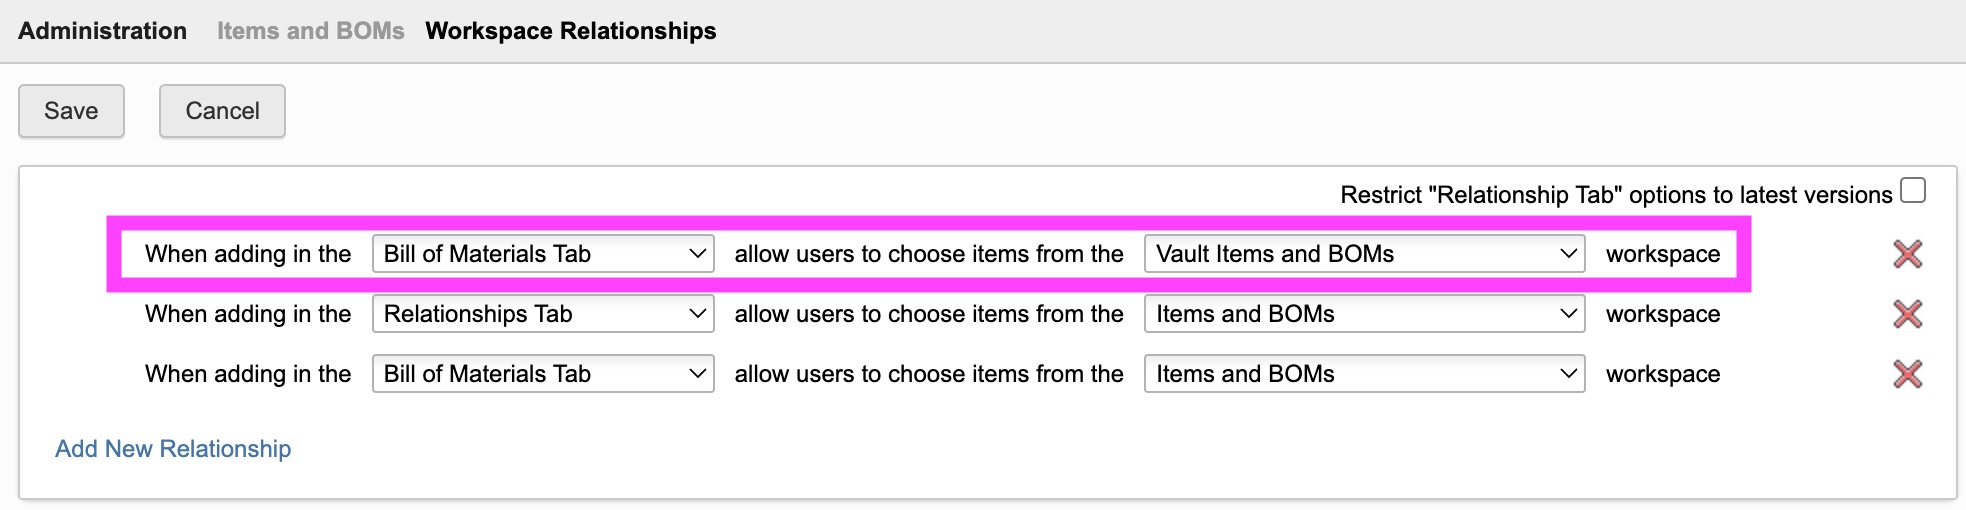 Administration Items and BOMs Workspace Relationships
Save Cancel
Restrict "Relationship Tab" options to latest versions
When adding in the Bill of Materials Tab allow users to choose items from the Vault Items and BOMs workspace
When adding in the Relationships Tab allow users to choose items from the Items and BOMs workspace
When adding in the Bill of Materials Tab allow users to choose items from the Items and BOMs workspace
Add New Relationship